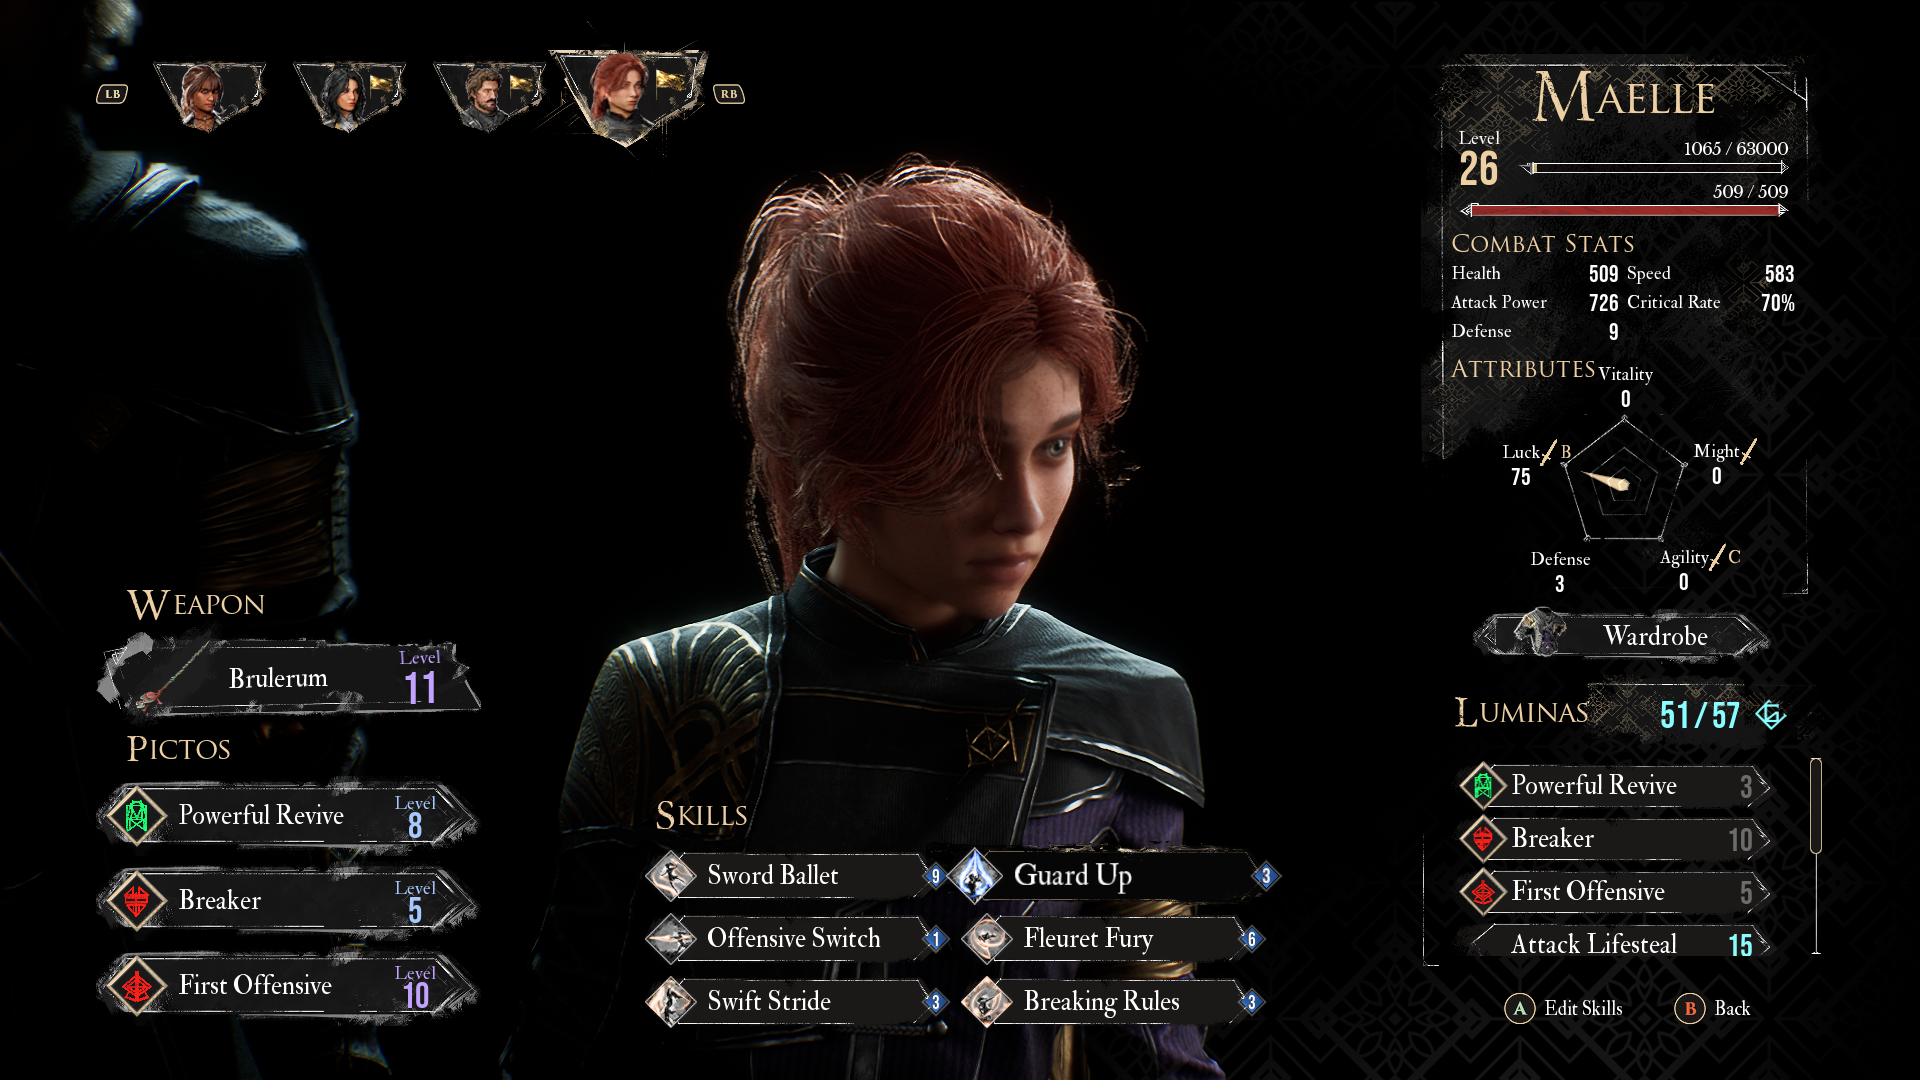 LB
RB
MAELLE
Level
26
1065 / 63000
509 / 509
COMBAT STATS
Health 509 Speed 583
Attack Power 726 Critical Rate 70%
Defense 9
ATTRIBUTES
Vitality
0
Luck B
75
Might
0
Defense
3
Agility C
0
Wardrobe
WEAPON
Brulerum
Level
11
PICTOS
Powerful Revive
Level
8
Breaker
Level
5
First Offensive
Level
10
SKILLS
Sword Ballet 9
Guard Up 3
Offensive Switch 1
Fleuret Fury 6
Swift Stride 3
Breaking Rules 3
LUMINAS 51/57
Powerful Revive 3
Breaker 10
First Offensive 5
Attack Lifesteal 15
A Edit Skills
B Back